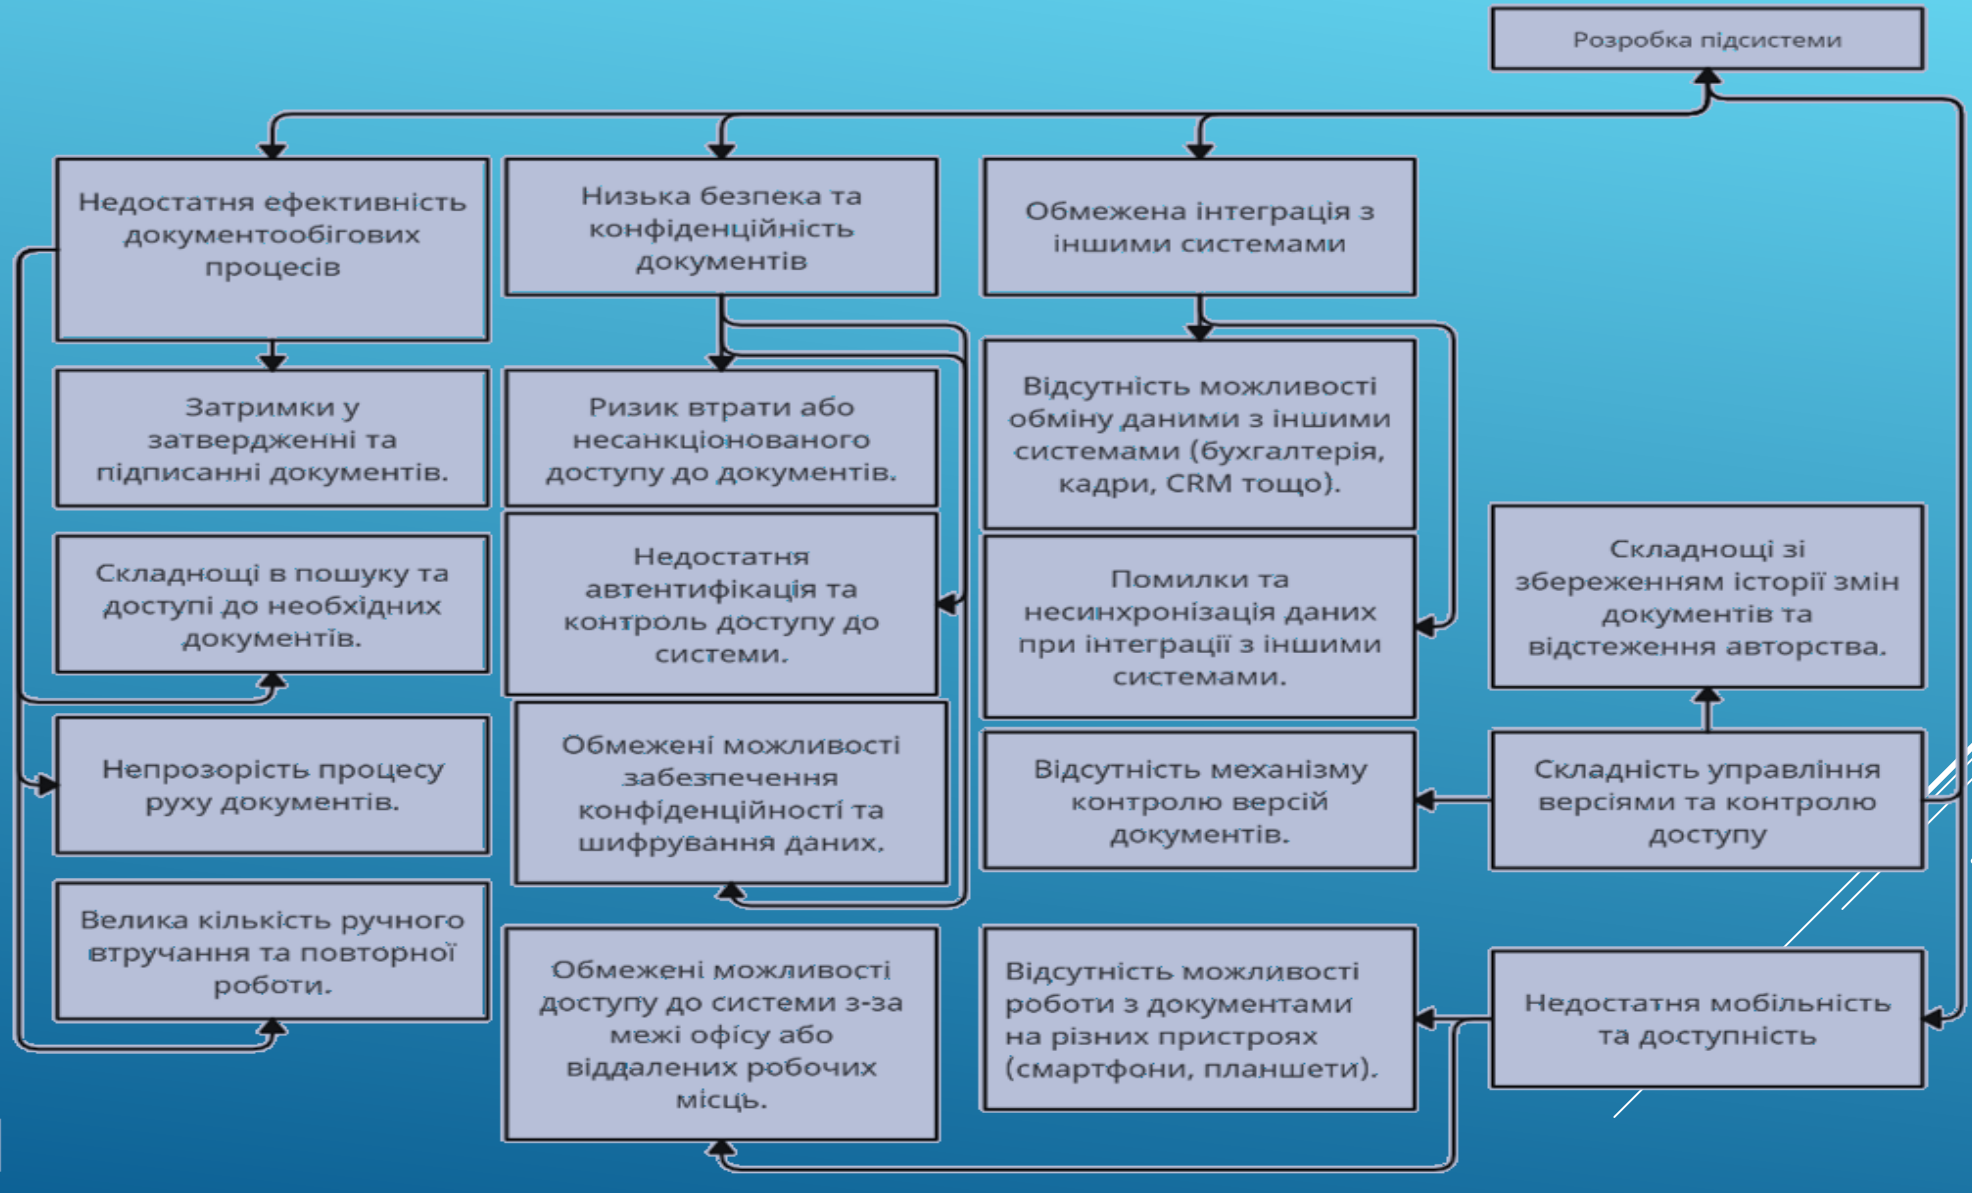 Розробка підсистеми
Недостатня ефективність
документообігових
процесів
Низька безпека та
конфіденційність
документів
Обмежена інтеграція з
іншими системами
Затримки у
затвердженні та
підписанні документів.
Ризик втрати або
несанкціонованого
доступу до документів.
Відсутність можливості
обміну даними з іншими
системами (бухгалтерія,
кадри, CRM тощо).
Складнощі в пошуку та
доступі до необхідних
документів.
Недостатня
автентифікація та
контроль доступу до
системи.
Помилки та
несинхронізація даних
при інтеграції з іншими
системами.
Складнощі зі
збереженням історії змін
документів та
відстеження авторства.
Непрозорість процесу
руху документів.
Обмежені можливості
забезпечення
конфіденційності та
шифрування даних.
Відсутність механізму
контролю версій
документів.
Складність управління
версіями та контролю
доступу
Велика кількість ручного
втручання та повторної
роботи.
Обмежені можливості
доступу до системи з-за
межі офісу або
віддалених робочих
місць.
Відсутність можливості
роботи з документами
на різних пристроях
(смартфони, планшети).
Недостатня мобільність
та доступність